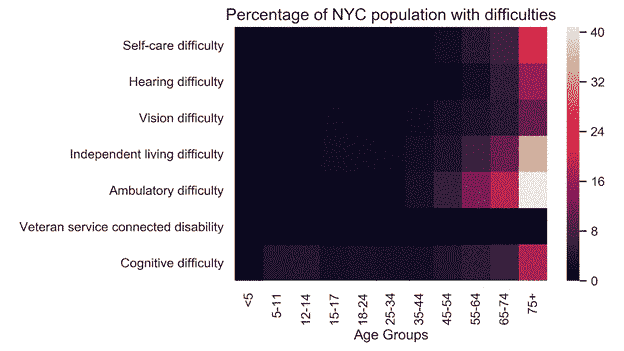 Percentage of NYC population with difficulties
Self-care difficulty
Hearing difficulty
Vision difficulty
Independent living difficulty
Ambulatory difficulty
Veteran service connected disability
Cognitive difficulty
<5
5-11
12-14
15-17
18-24
25-34
35-44
45-54
55-64
65-74
75+
Age Groups
40
32
24
16
8
0